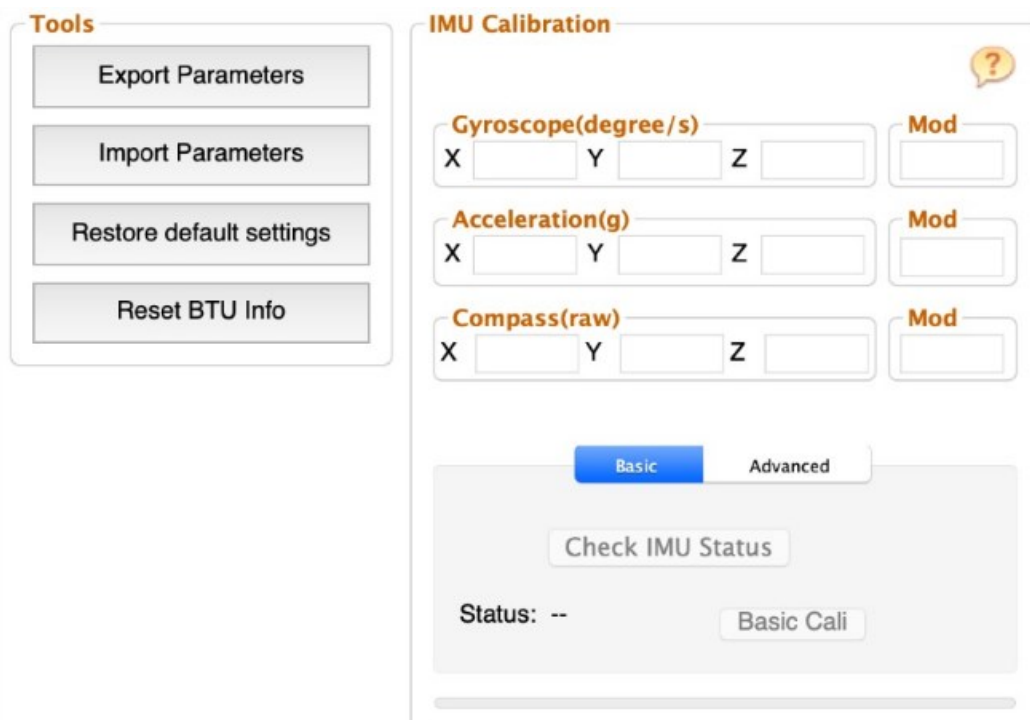 Tools
Export Parameters
Import Parameters
Restore default settings
Reset BTU Info
IMU Calibration
?
Gyroscope(degree/s)
Mod
X Y Z
Acceleration(g)
Mod
X Y Z
Compass(raw)
Mod
X Y Z
Basic Advanced
Check IMU Status
Status: --
Basic Cali